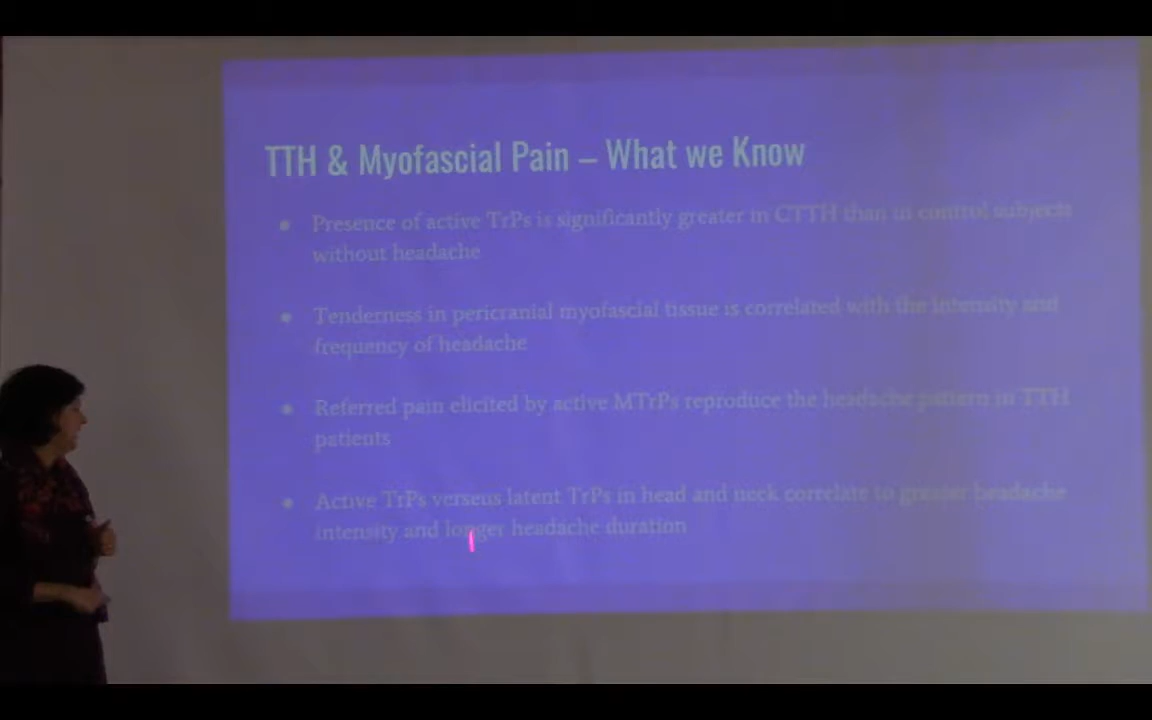 TTH & Myofascial Pain – What we Know
● Presence of active TrPs is significantly greater in CTTH than in control subjects
without headache
● Tenderness in pericranial myofascial tissue is correlated with the intensity and
frequency of headache
● Referred pain elicited by active MTrPs reproduce the headache pattern in TTH
patients
● Active TrPs verseus latent TrPs in head and neck correlate to greater headache
intensity and longer headache duration